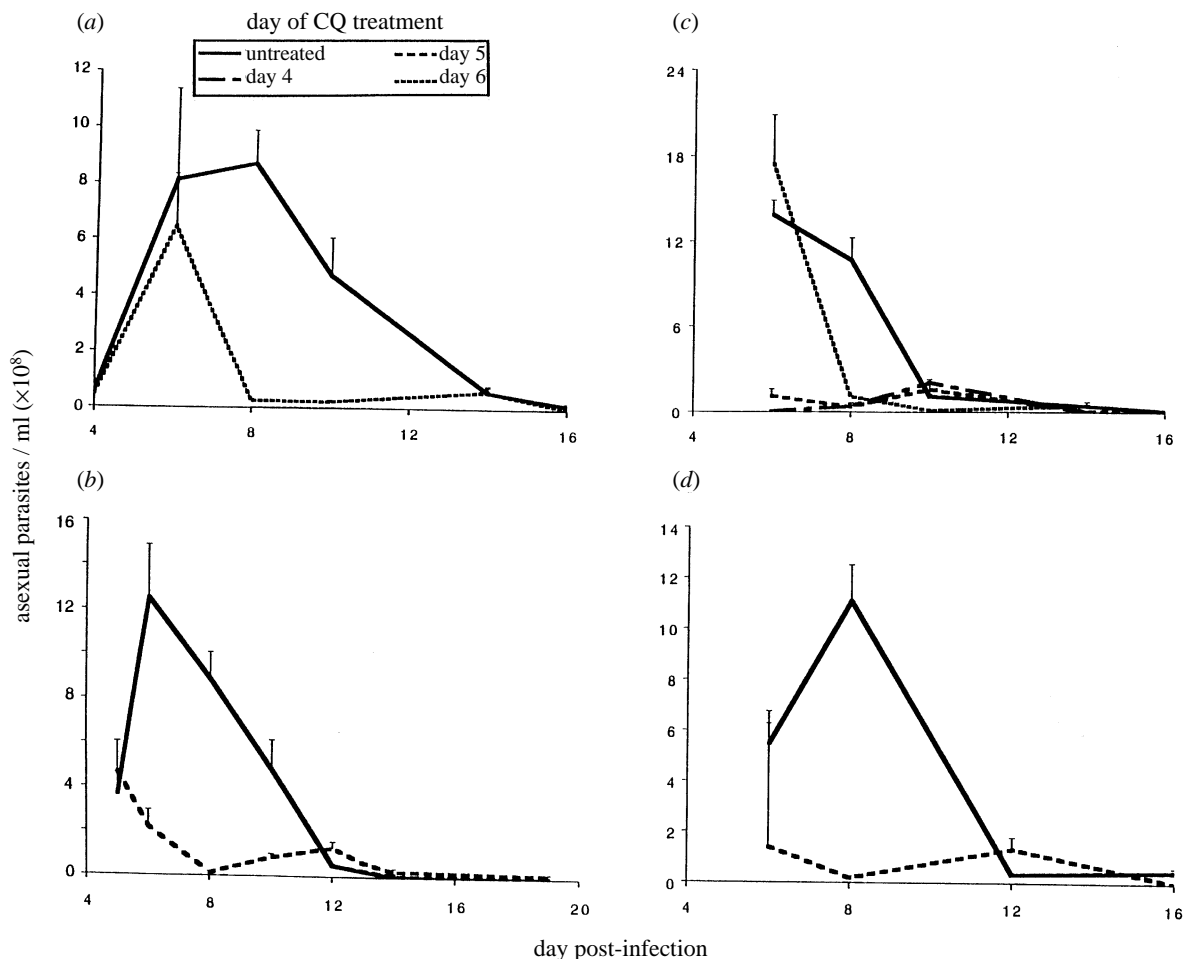 (a) day of CQ treatment (c)
untreated day 5
day 4 day 6
12
10
8
6
4
2
0
4 8 12 16
24
18
12
6
0
4 8 12 16
asexual parasites / ml (×10⁸)
(b) (d)
16
12
8
4
0
4 8 12 16 20
14
12
10
8
6
4
2
0
4 8 12 16
day post-infection